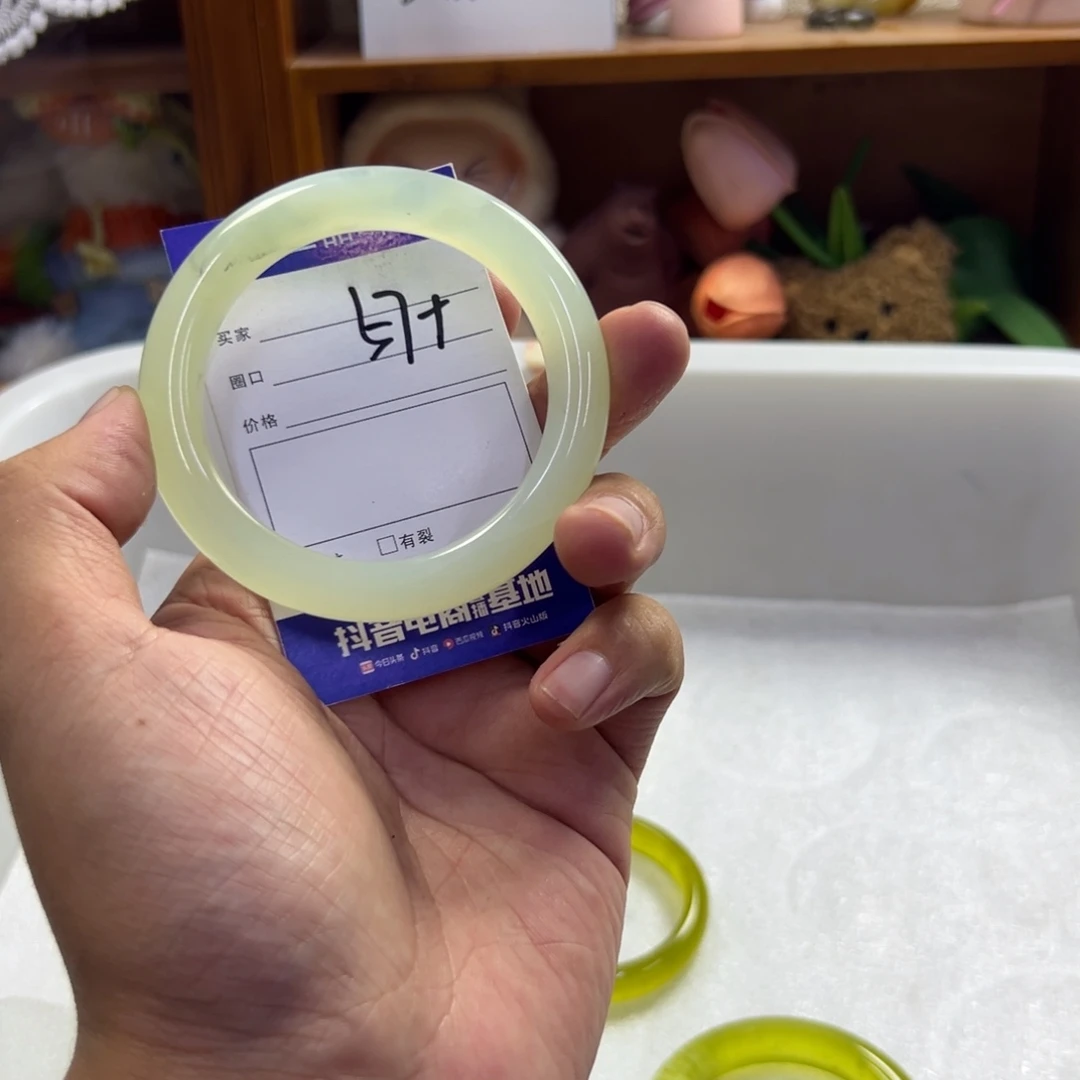 买家
圈口
价格
有裂
抖音电商直播基地
今日头条 抖音 西瓜视频 抖音火山版